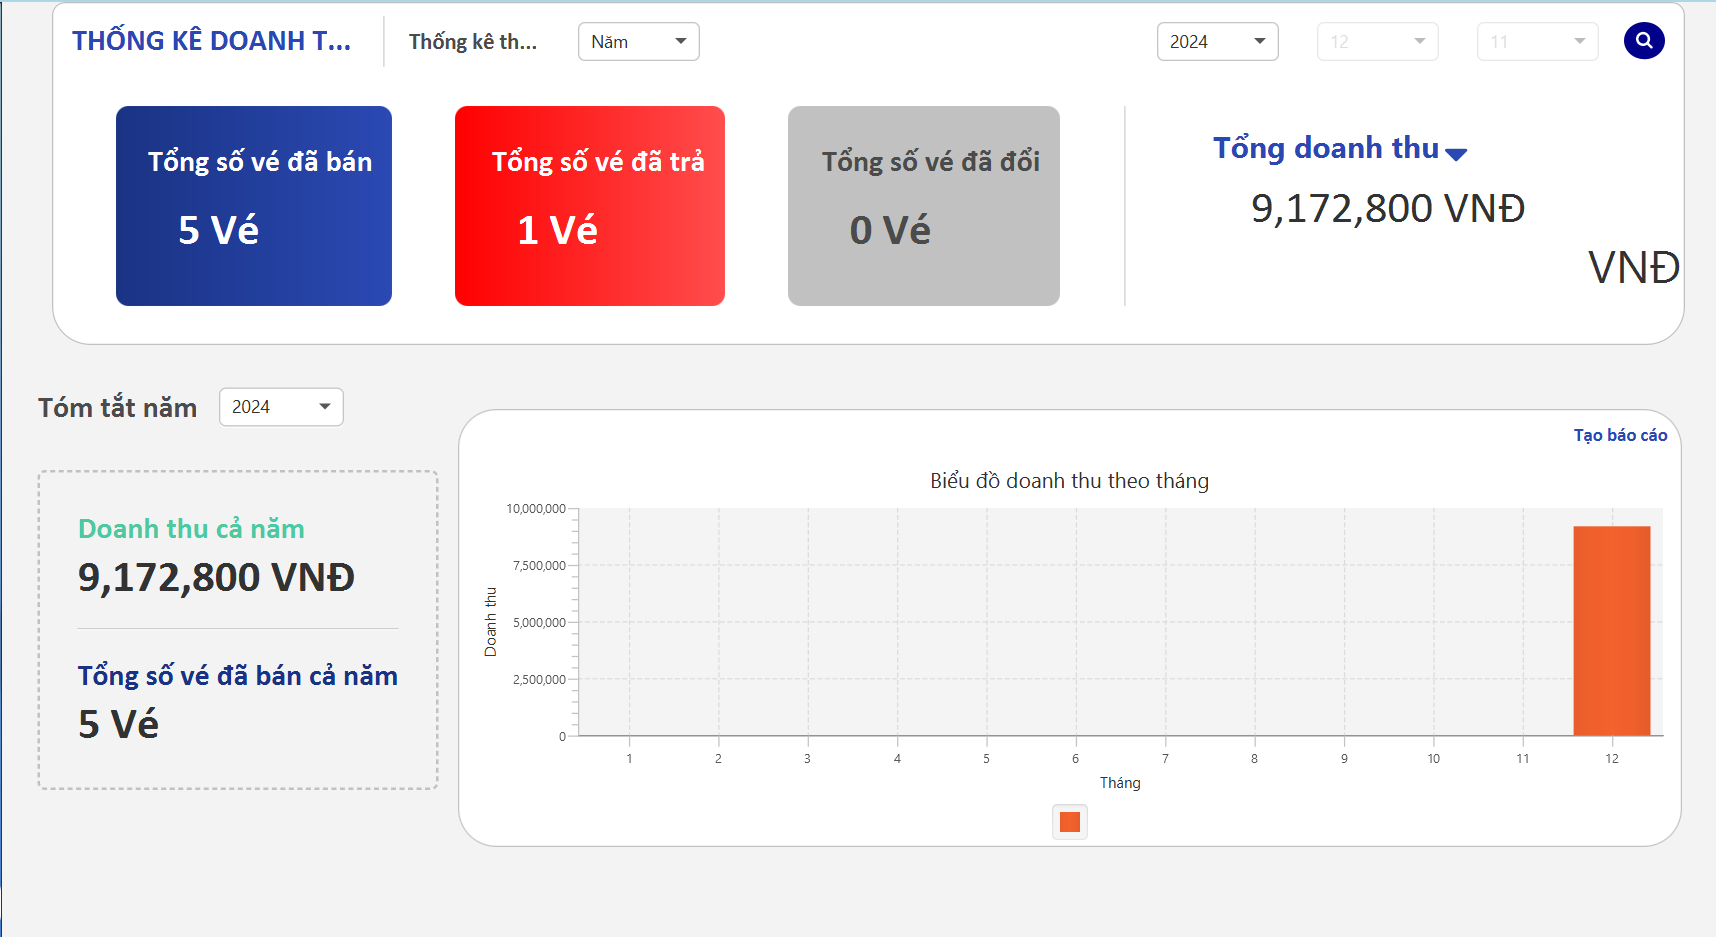 THỐNG KÊ DOANH T...
Thống kê th...
Năm
2024
12
11
Tổng số vé đã bán
5 Vé
Tổng số vé đã trả
1 Vé
Tổng số vé đã đổi
0 Vé
Tổng doanh thu
9,172,800 VNĐ
VNĐ
Tóm tắt năm
2024
Doanh thu cả năm
9,172,800 VNĐ
Tổng số vé đã bán cả năm
5 Vé
Tạo báo cáo
Biểu đồ doanh thu theo tháng
10,000,000
7,500,000
5,000,000
2,500,000
0
Doanh thu
1 2 3 4 5 6 7 8 9 10 11 12
Tháng